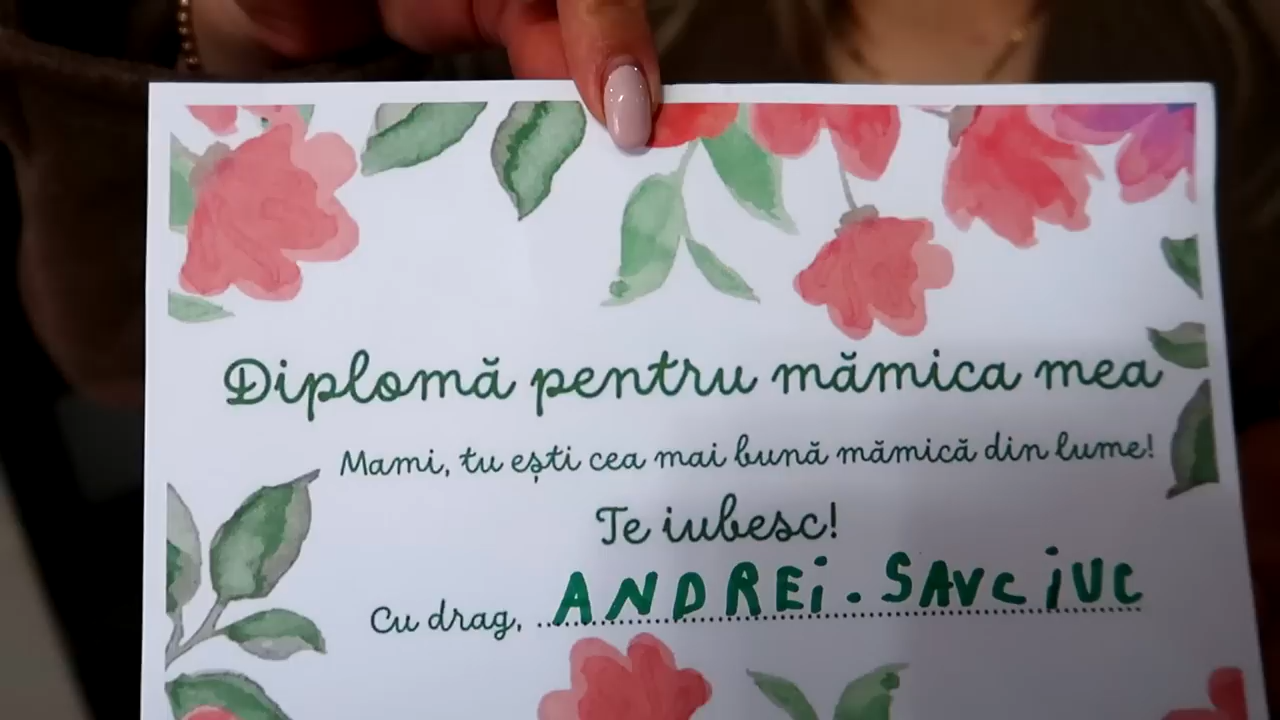 Diplomă pentru mămica mea
Mami, tu ești cea mai bună mămică din lume!
Te iubesc!
Cu drag, ANDREi.SAVCiUC